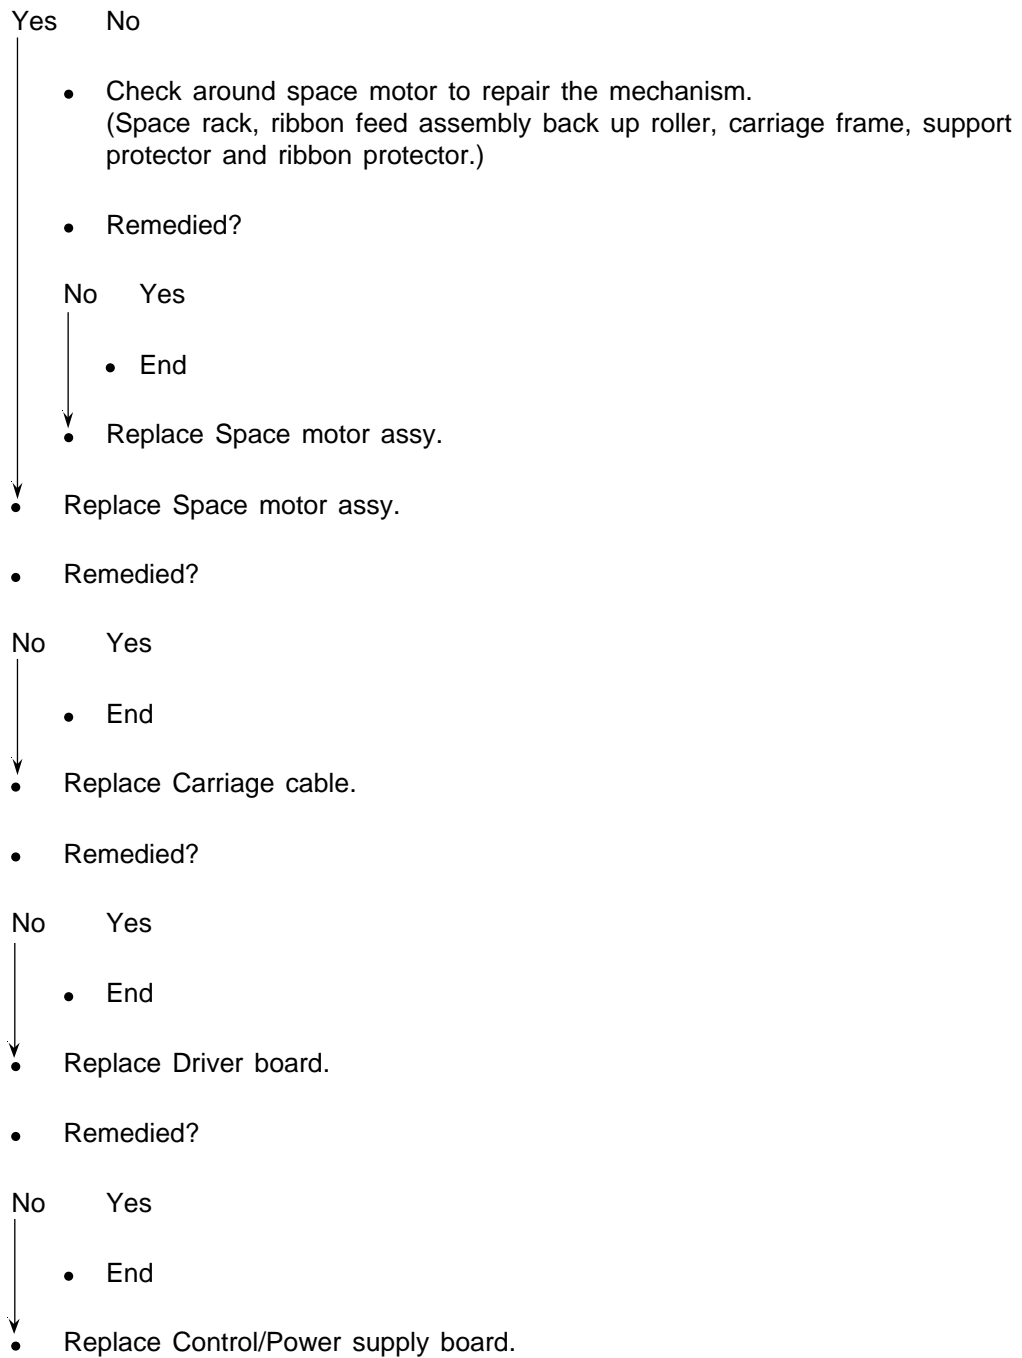 Yes No
• Check around space motor to repair the mechanism.
(Space rack, ribbon feed assembly back up roller, carriage frame, support
protector and ribbon protector.)
• Remedied?
No Yes
• End
• Replace Space motor assy.
• Replace Space motor assy.
• Remedied?
No Yes
• End
• Replace Carriage cable.
• Remedied?
No Yes
• End
• Replace Driver board.
• Remedied?
No Yes
• End
• Replace Control/Power supply board.